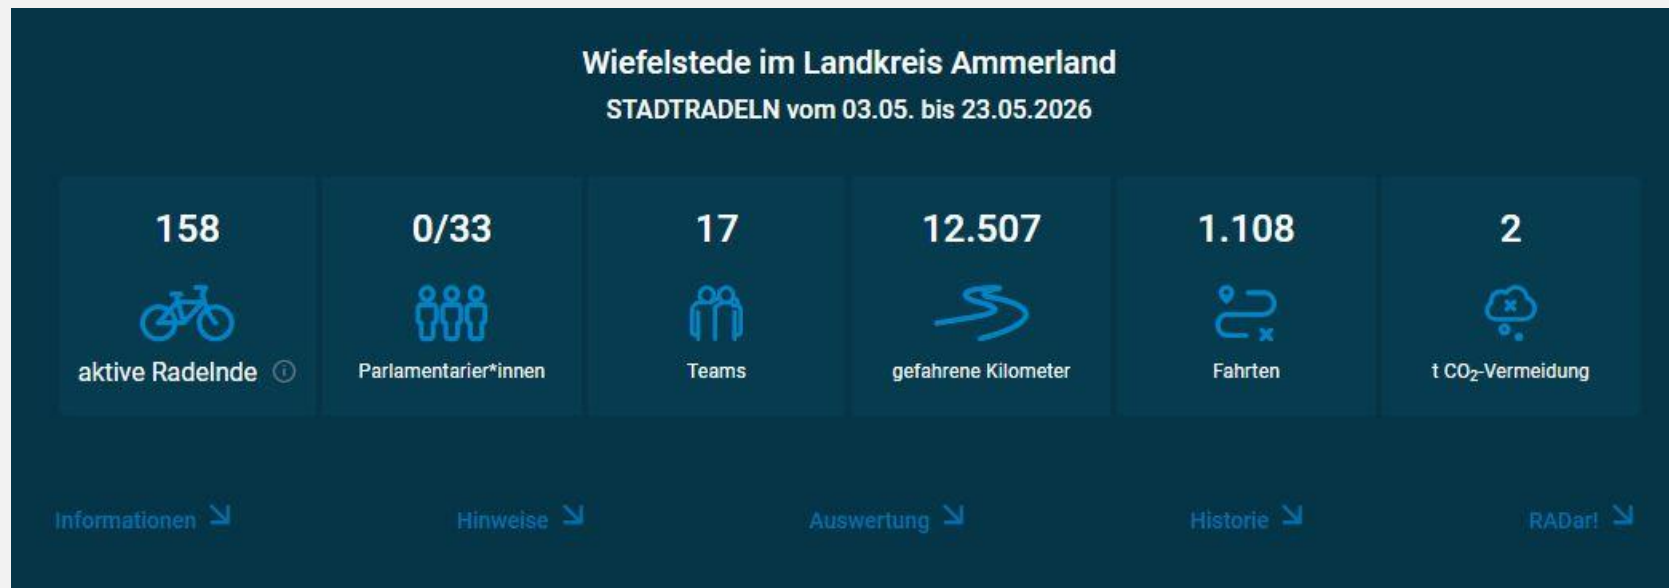 Wiefelstede im Landkreis Ammerland
STADTRADELN vom 03.05. bis 23.05.2026
158
aktive Radelnde
0/33
Parlamentarier*innen
17
Teams
12.507
gefahrene Kilometer
1.108
Fahrten
2
t CO₂-Vermeidung
Informationen
Hinweise
Auswertung
Historie
RADar!